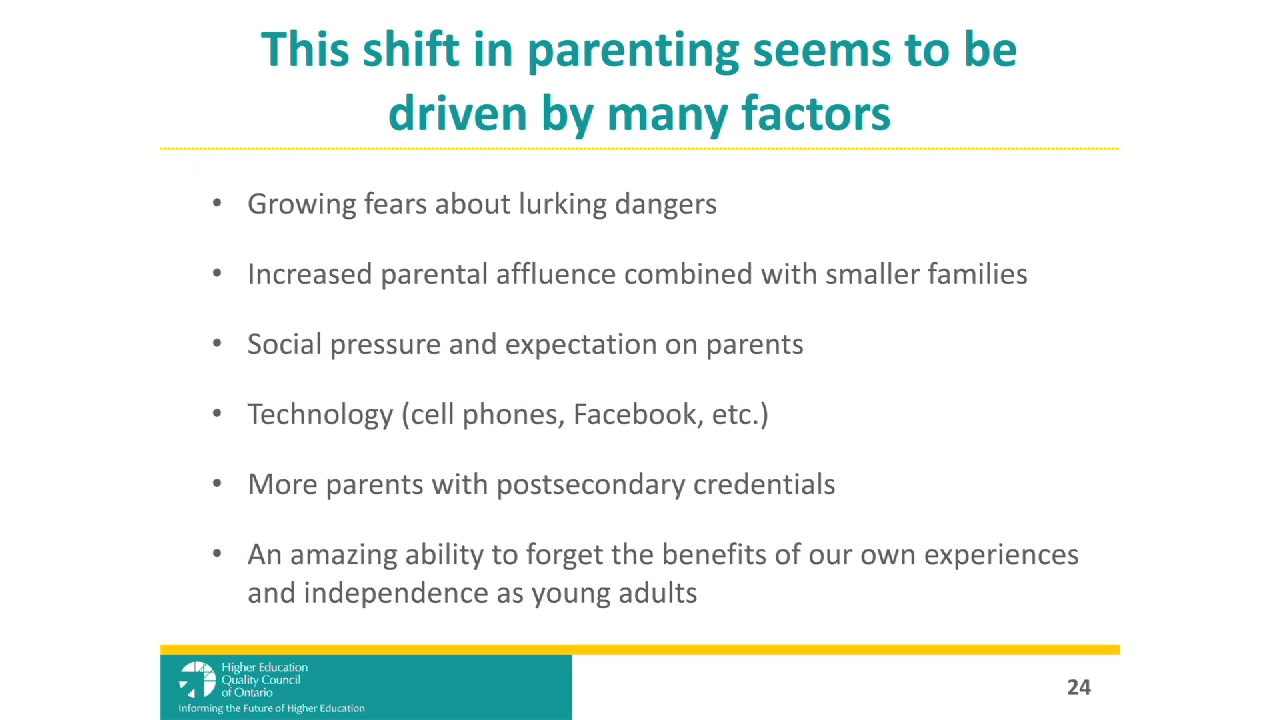 This shift in parenting seems to be
driven by many factors
• Growing fears about lurking dangers
• Increased parental affluence combined with smaller families
• Social pressure and expectation on parents
• Technology (cell phones, Facebook, etc.)
• More parents with postsecondary credentials
• An amazing ability to forget the benefits of our own experiences
and independence as young adults
Higher Education
Quality Council
of Ontario
Informing the Future of Higher Education
24